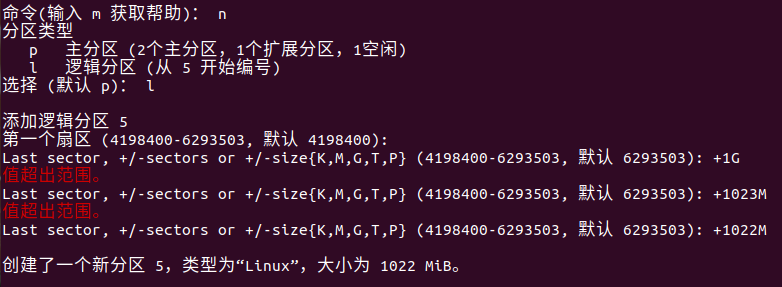 命令(输入 m 获取帮助)： n
分区类型
p 主分区 (2个主分区，1个扩展分区，1空闲)
l 逻辑分区 (从 5 开始编号)
选择 (默认 p)： l
添加逻辑分区 5
第一个扇区 (4198400-6293503, 默认 4198400):
Last sector, +/-sectors or +/-size{K,M,G,T,P} (4198400-6293503, 默认 6293503): +1G
值超出范围。
Last sector, +/-sectors or +/-size{K,M,G,T,P} (4198400-6293503, 默认 6293503): +1023M
值超出范围。
Last sector, +/-sectors or +/-size{K,M,G,T,P} (4198400-6293503, 默认 6293503): +1022M
创建了一个新分区 5，类型为“Linux”，大小为 1022 MiB。